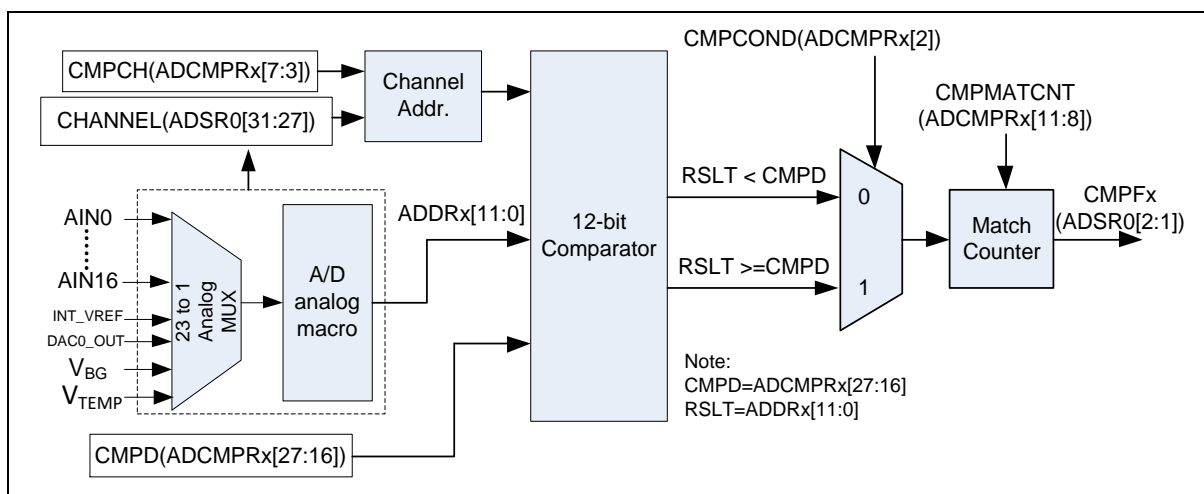 CMPCH(ADCMPRx[7:3])
CHANNEL(ADSR0[31:27])
Channel
Addr.
CMPCOND(ADCMPRx[2])
CMPMATCNT
(ADCMPRx[11:8])
AIN0
AIN16
INT_VREF
DAC0_OUT
VBG
VTEMP
23 to 1
Analog
MUX
A/D
analog
macro
ADDRx[11:0]
12-bit
Comparator
RSLT < CMPD
RSLT >=CMPD
0
1
Match
Counter
CMPFx
(ADSR0[2:1])
Note:
CMPD=ADCMPRx[27:16]
RSLT=ADDRx[11:0]
CMPD(ADCMPRx[27:16])